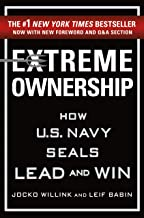 THE #1 NEW YORK TIMES BESTSELLER
NOW WITH NEW FOREWORD AND Q&A SECTION
EXTREME
OWNERSHIP
HOW
U.S. NAVY
SEALS
LEAD AND WIN
JOCKO WILLINK AND LEIF BABIN